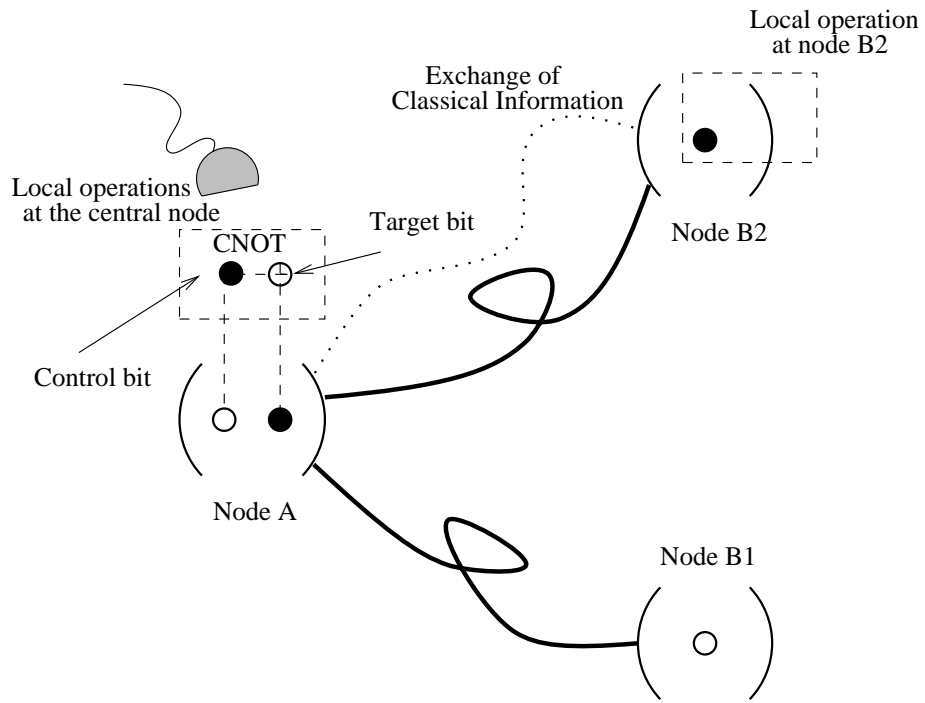 Local operation
at node B2
Exchange of
Classical Information
Local operations
at the central node
Target bit
CNOT
Node B2
Control bit
Node A
Node B1